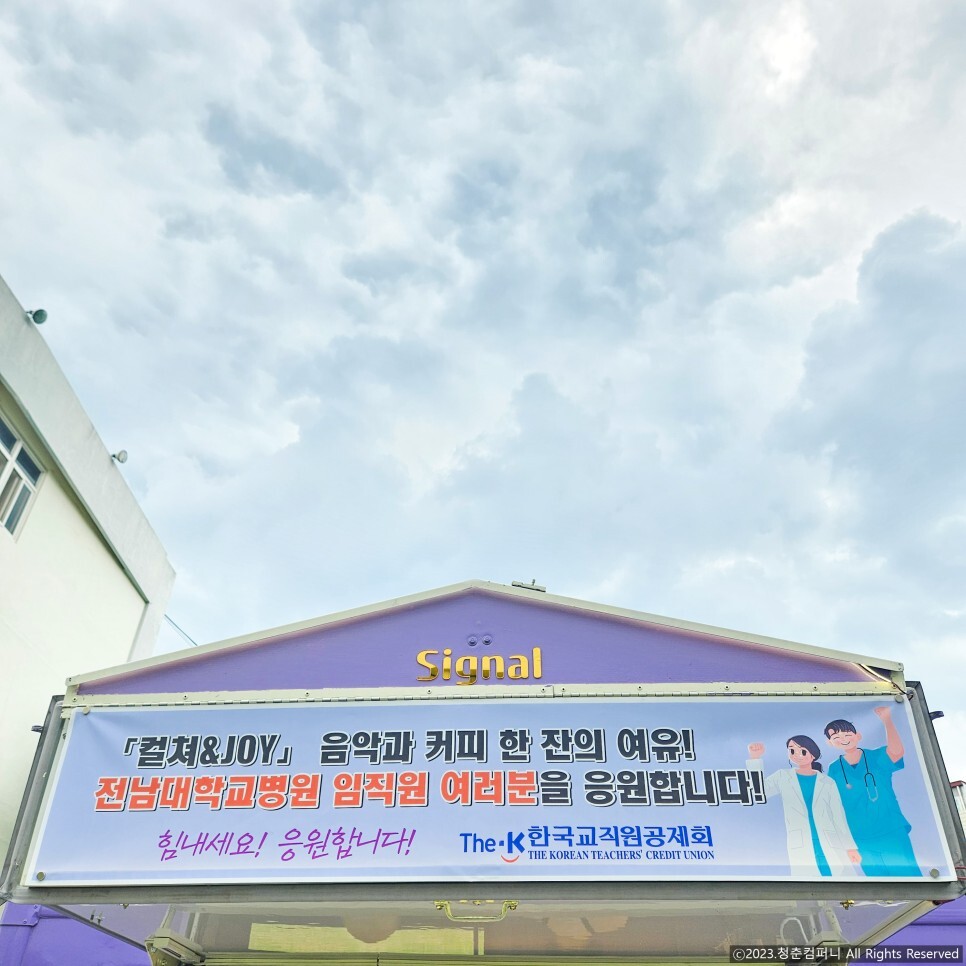 Signal
「컬쳐&JOY」 음악과 커피 한 잔의 여유!
전남대학교병원 임직원 여러분을 응원합니다!
힘내세요! 응원합니다!
The-K한국교직원공제회
THE KOREAN TEACHERS' CREDIT UNION
ⓒ2023.청춘컴퍼니 All Rights Reserved